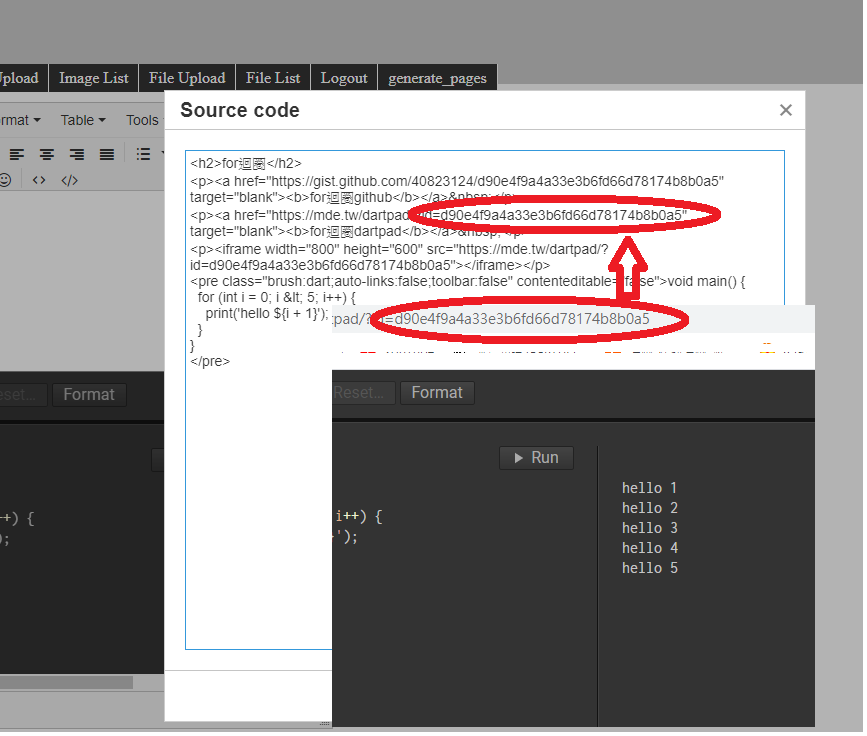 Upload Image List File Upload File List Logout generate_pages
Source code
Format Table Tools
<h2>for迴圈</h2>
<p><a href="https://gist.github.com/40823124/d90e4f9a4a33e3b6fd66d78174b8b0a5"
target="blank"><b>for迴圈github</b></a>&nbsp;</p>
<p><a href="https://mde.tw/dartpad/?id=d90e4f9a4a33e3b6fd66d78174b8b0a5"
target="blank"><b>for迴圈dartpad</b></a>&nbsp;</p>
<p><iframe width="800" height="600" src="https://mde.tw/dartpad/?
id=d90e4f9a4a33e3b6fd66d78174b8b0a5"></iframe></p>
<pre class="brush:dart;auto-links:false;toolbar:false" contenteditable="false">void main() {
for (int i = 0; i &lt; 5; i++) {
print('hello ${i + 1}');
}
}
</pre>
tpad/?id=d90e4f9a4a33e3b6fd66d78174b8b0a5
eset... Format
Reset... Format
Run
++) {
);
i++) {
');
hello 1
hello 2
hello 3
hello 4
hello 5